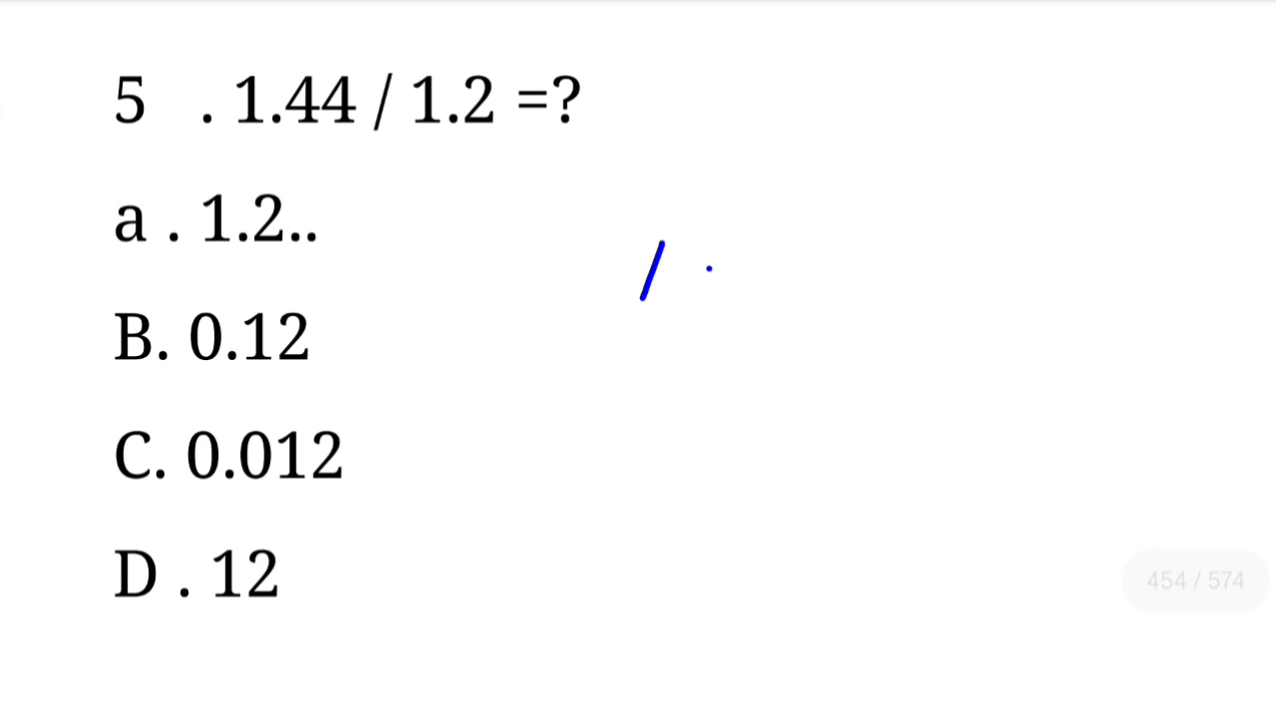 5 . 1.44 / 1.2 =?
a . 1.2..
B. 0.12
C. 0.012
D . 12
454 / 574